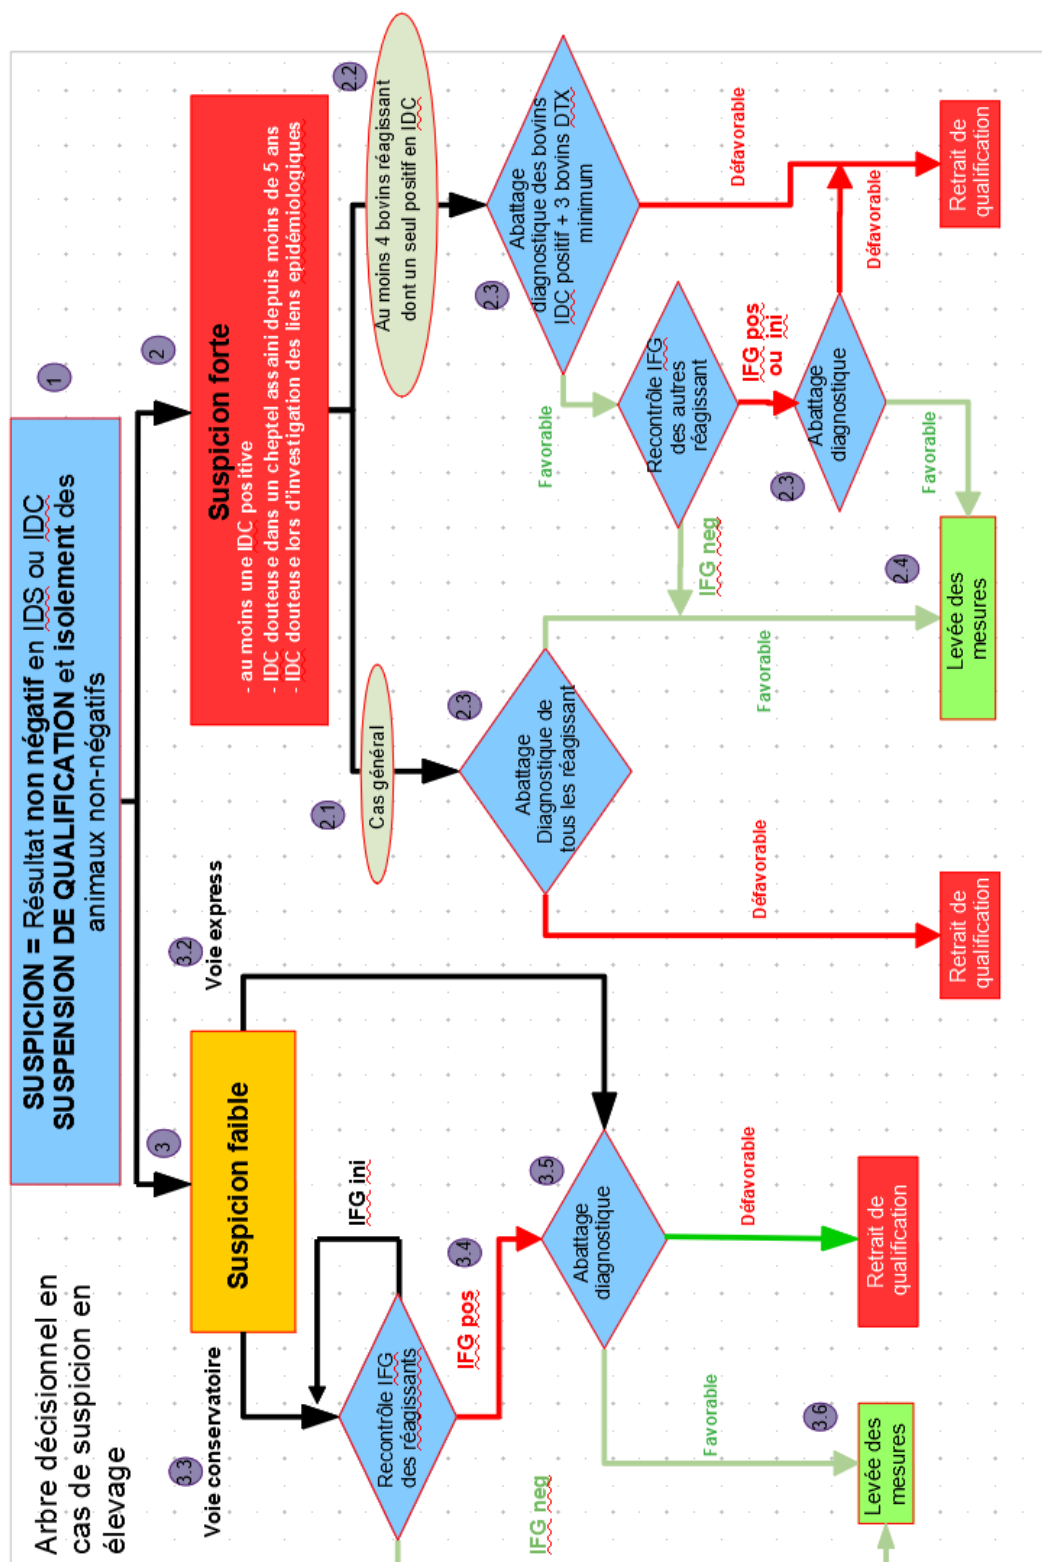 Arbre décisionnel en
cas de suspicion en
élevage
SUSPICION = Résultat non négatif en IDS ou IDC
SUSPENSION DE QUALIFICATION et isolement des
animaux non-négatifs
1
3
2
Suspicion faible
Suspicion forte
- au moins une IDC positive
- IDC douteuse dans un cheptel assaini depuis moins de 5 ans
- IDC douteuse lors d'investigation des liens epidémiologiques
3.3
Voie conservatoire
3.2
Voie express
2.1
Cas général
2.2
Au moins 4 bovins réagissant
dont un seul positif en IDC
Recontrôle IFG
des réagissants
IFG ini
3.4
IFG pos
IFG neg
3.5
Abattage
diagnostique
Favorable
Défavorable
3.6
Levée des
mesures
Retrait de
qualification
2.3
Abattage
Diagnostique de
tous les réagissant
Défavorable
Favorable
Retrait de
qualification
2.3
Abattage
diagnostique des bovins
IDC positif + 3 bovins DTX
minimum
Favorable
Défavorable
Recontrôle IFG
des autres
réagissant
IFG neg
IFG pos
ou ini
2.3
Abattage
diagnostique
Favorable
Défavorable
2.4
Levée des
mesures
Retrait de
qualification